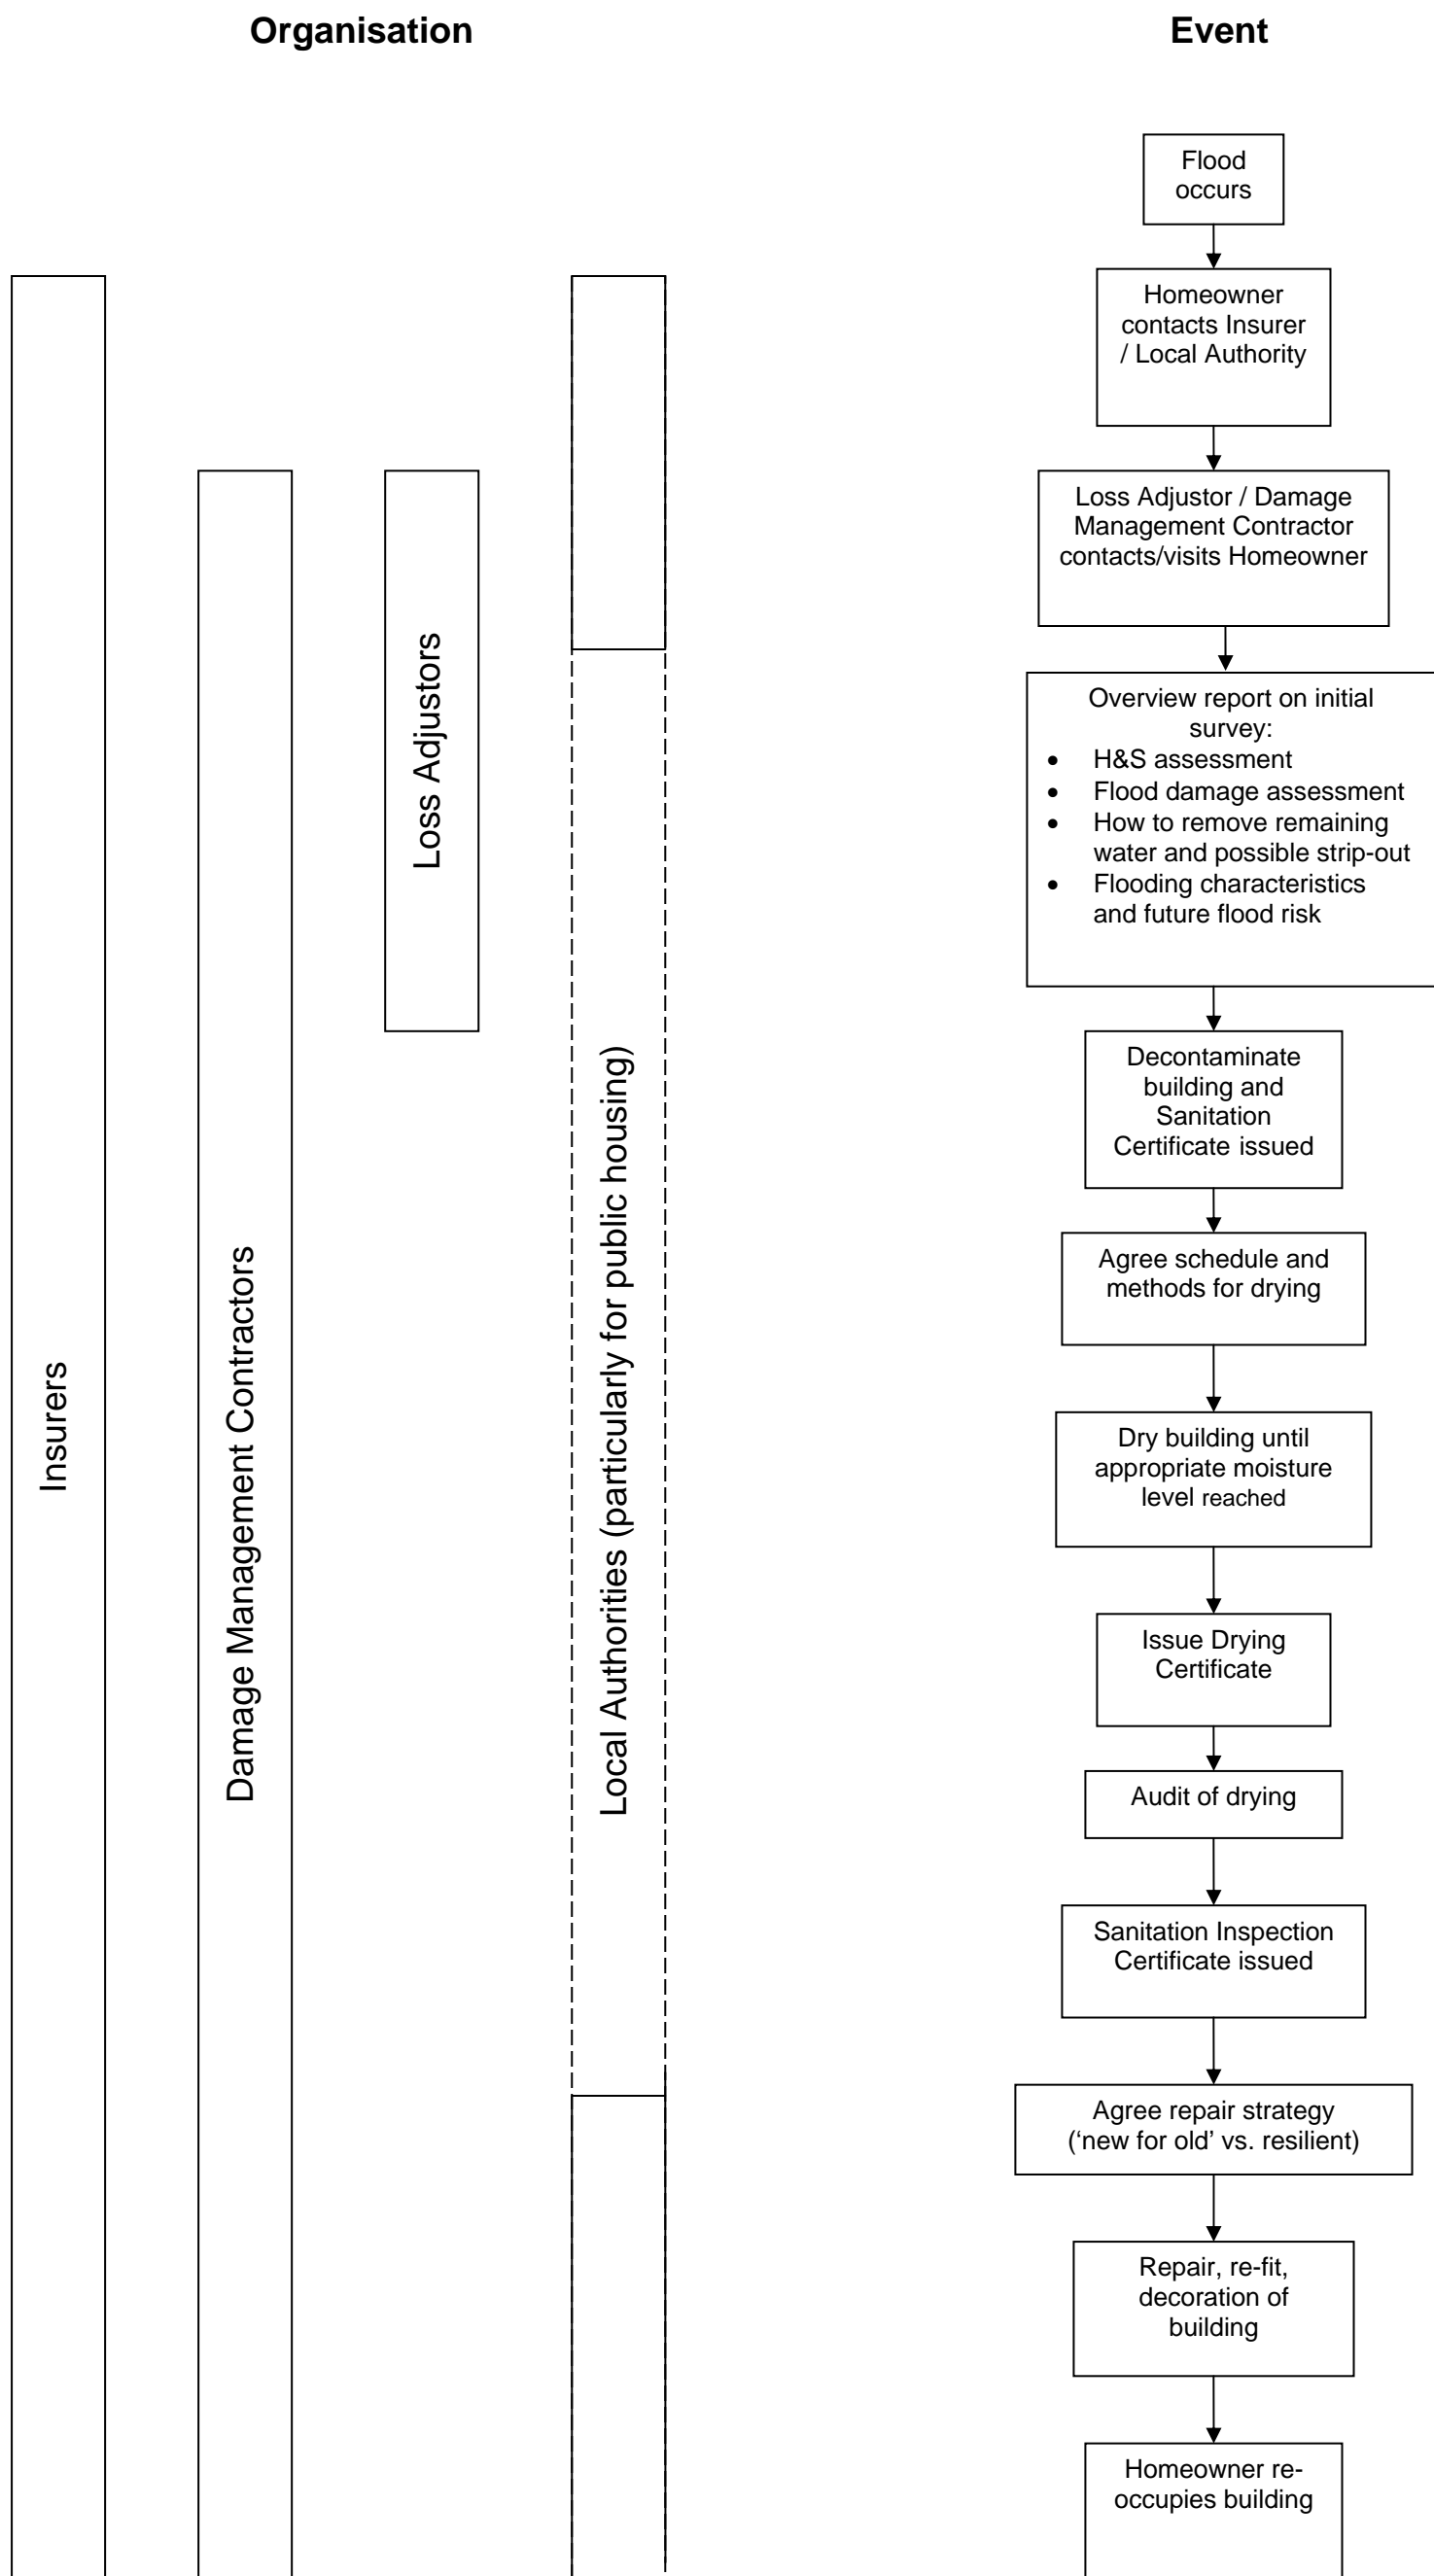 Organisation
Event
Flood
occurs
Homeowner
contacts Insurer
/ Local Authority
Loss Adjustor / Damage
Management Contractor
contacts/visits Homeowner
Overview report on initial
survey:
• H&S assessment
• Flood damage assessment
• How to remove remaining
water and possible strip-out
• Flooding characteristics
and future flood risk
Decontaminate
building and
Sanitation
Certificate issued
Agree schedule and
methods for drying
Dry building until
appropriate moisture
level reached
Issue Drying
Certificate
Audit of drying
Sanitation Inspection
Certificate issued
Agree repair strategy
(‘new for old’ vs. resilient)
Repair, re-fit,
decoration of
building
Homeowner re-
occupies building
Insurers
Damage Management Contractors
Loss Adjustors
Local Authorities (particularly for public housing)